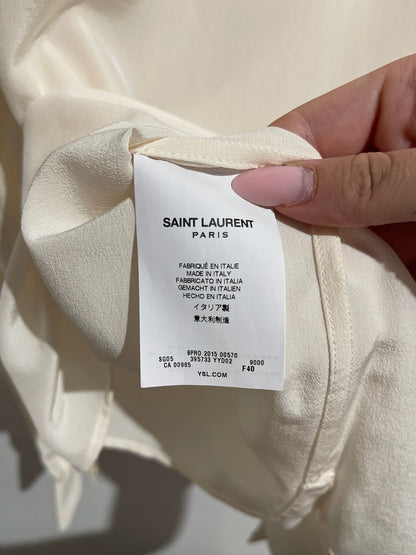 SAINT LAURENT
PARIS
FABRIQUÉ EN ITALIE
MADE IN ITALY
FABBRICATO IN ITALIA
GEMACHT IN ITALIEN
HECHO EN ITALIA
イタリア製
意大利制造
BPRO 2015 00570
SG05 395733 YYD02 9000
CA 00985 F40
YSL.COM